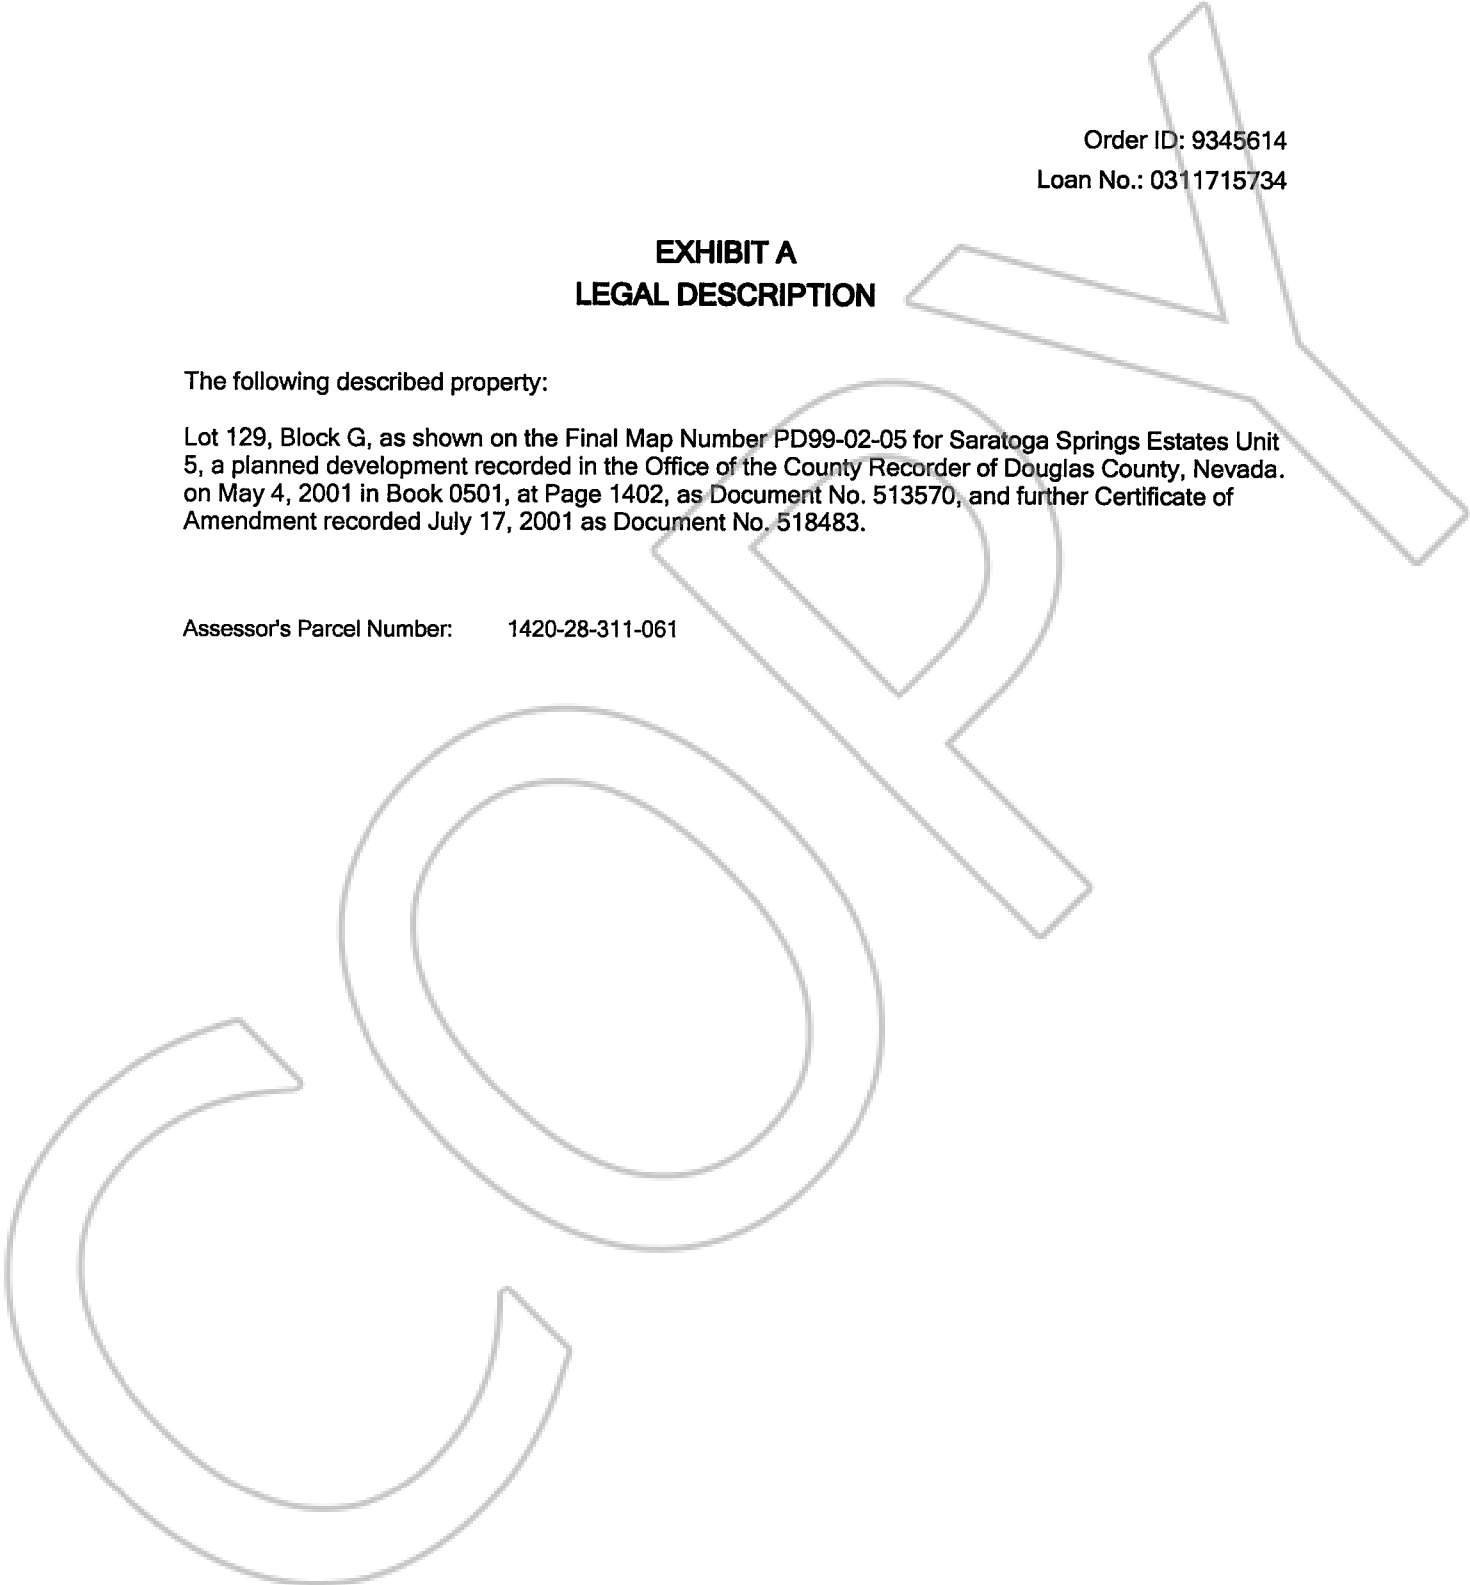 Order ID: 9345614
Loan No.: 0311715734
EXHIBIT A
LEGAL DESCRIPTION
The following described property:
Lot 129, Block G, as shown on the Final Map Number PD99-02-05 for Saratoga Springs Estates Unit
5, a planned development recorded in the Office of the County Recorder of Douglas County, Nevada.
on May 4, 2001 in Book 0501, at Page 1402, as Document No. 513570, and further Certificate of
Amendment recorded July 17, 2001 as Document No. 518483.
Assessor's Parcel Number: 1420-28-311-061
COPY